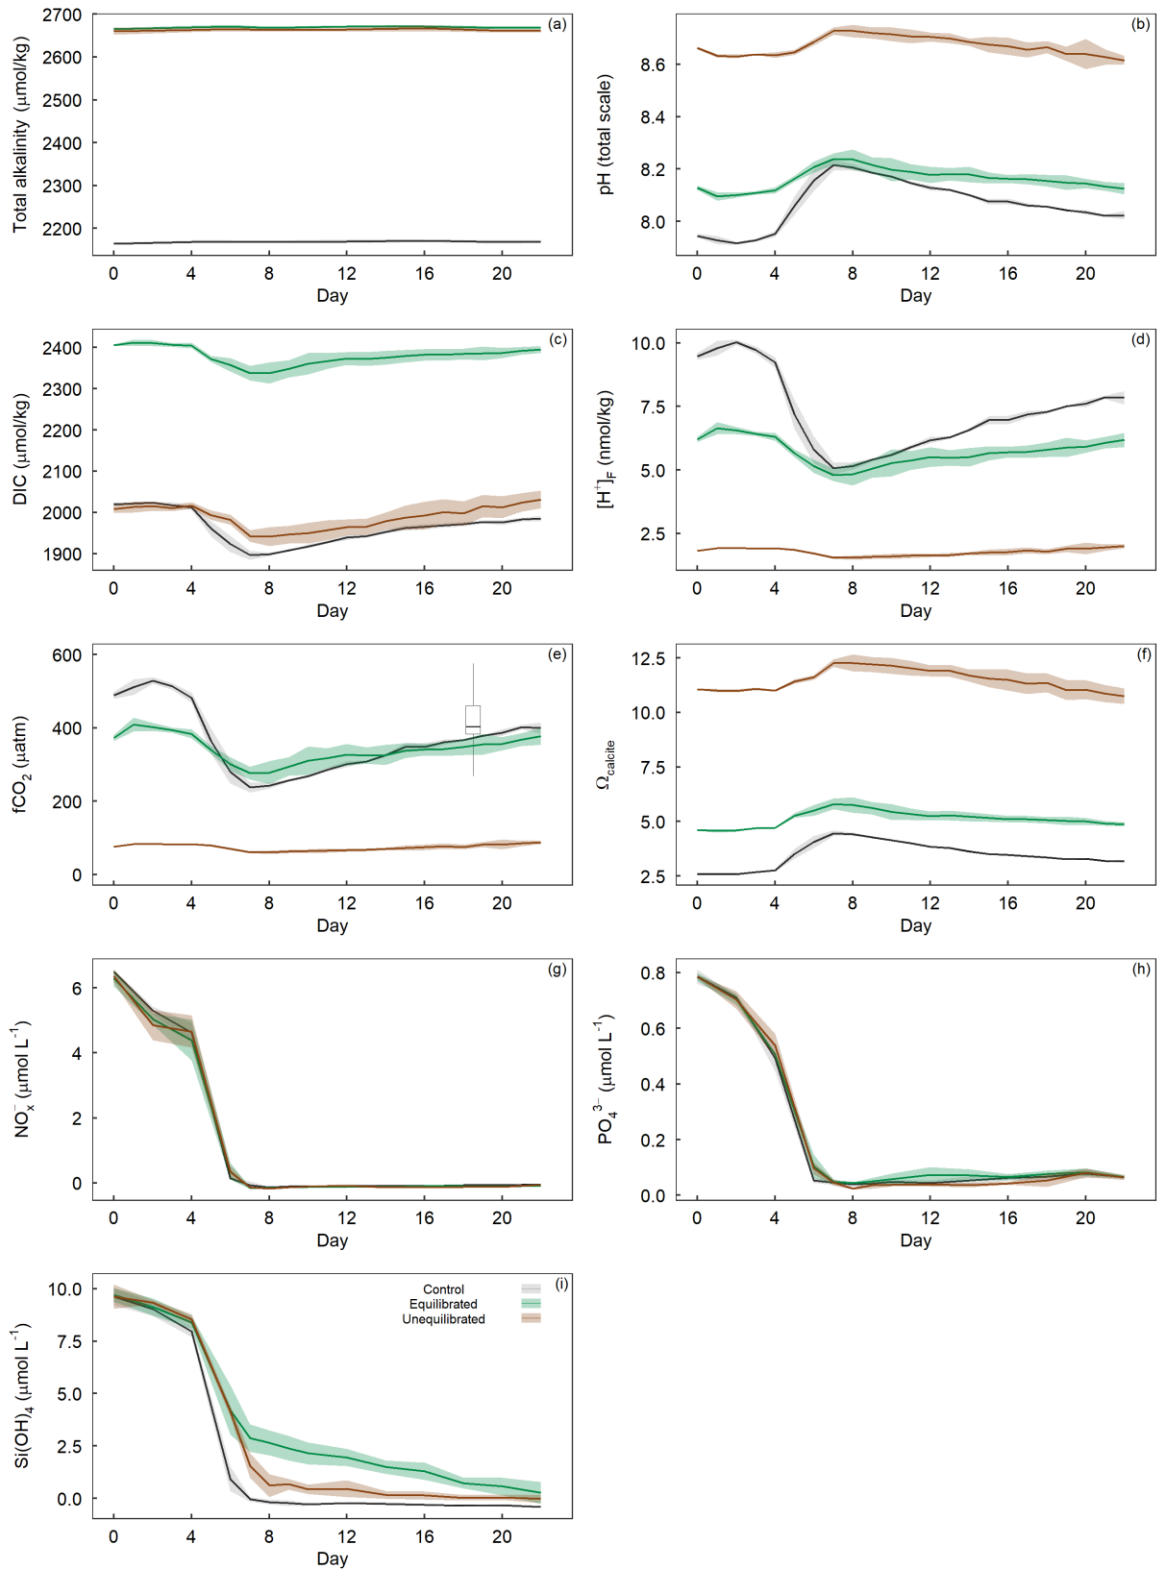 (a)
Total alkalinity (μmol/kg)
2700
2600
2500
2400
2300
2200
2100
0 4 8 12 16 20
Day
(b)
pH (total scale)
8.6
8.4
8.2
8.0
0 4 8 12 16 20
Day
(c)
DIC (μmol/kg)
2400
2300
2200
2100
2000
1900
0 4 8 12 16 20
Day
(d)
[H⁺]F (nmol/kg)
10.0
7.5
5.0
2.5
0 4 8 12 16 20
Day
(e)
fCO₂ (μatm)
600
400
200
0
0 4 8 12 16 20
Day
(f)
Ωcalcite
12.5
10.0
7.5
5.0
2.5
0 4 8 12 16 20
Day
(g)
NOx⁻ (μmol L⁻¹)
6
4
2
0
0 4 8 12 16 20
Day
(h)
PO₄³⁻ (μmol L⁻¹)
0.8
0.6
0.4
0.2
0.0
0 4 8 12 16 20
Day
(i)
Si(OH)₄ (μmol L⁻¹)
10.0
7.5
5.0
2.5
0.0
Control
Equilibrated
Unequilibrated
0 4 8 12 16 20
Day